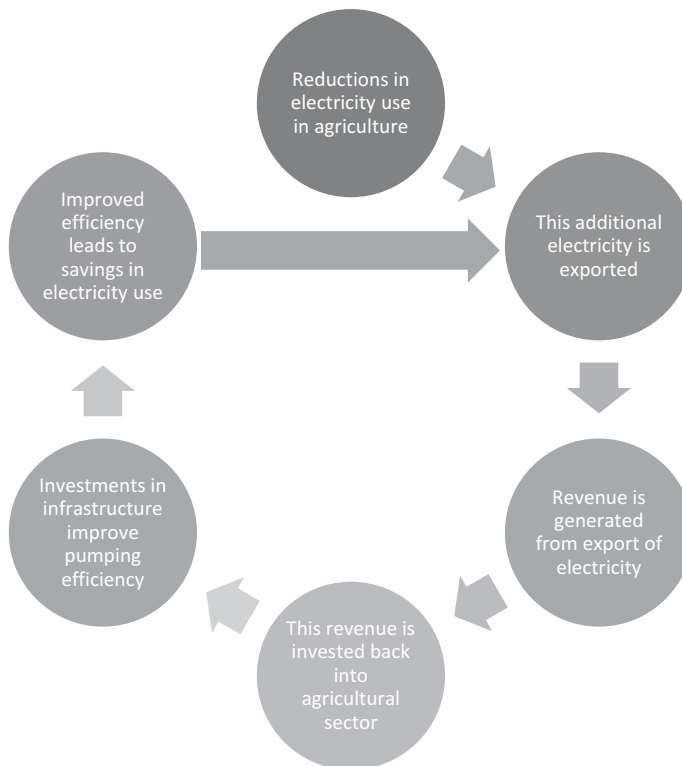 Reductions in
electricity use
in agriculture
This additional
electricity is
exported
Revenue is
generated
from export of
electricity
This revenue is
invested back
into
agricultural
sector
Investments in
infrastructure
improve
pumping
efficiency
Improved
efficiency
leads to
savings in
electricity use